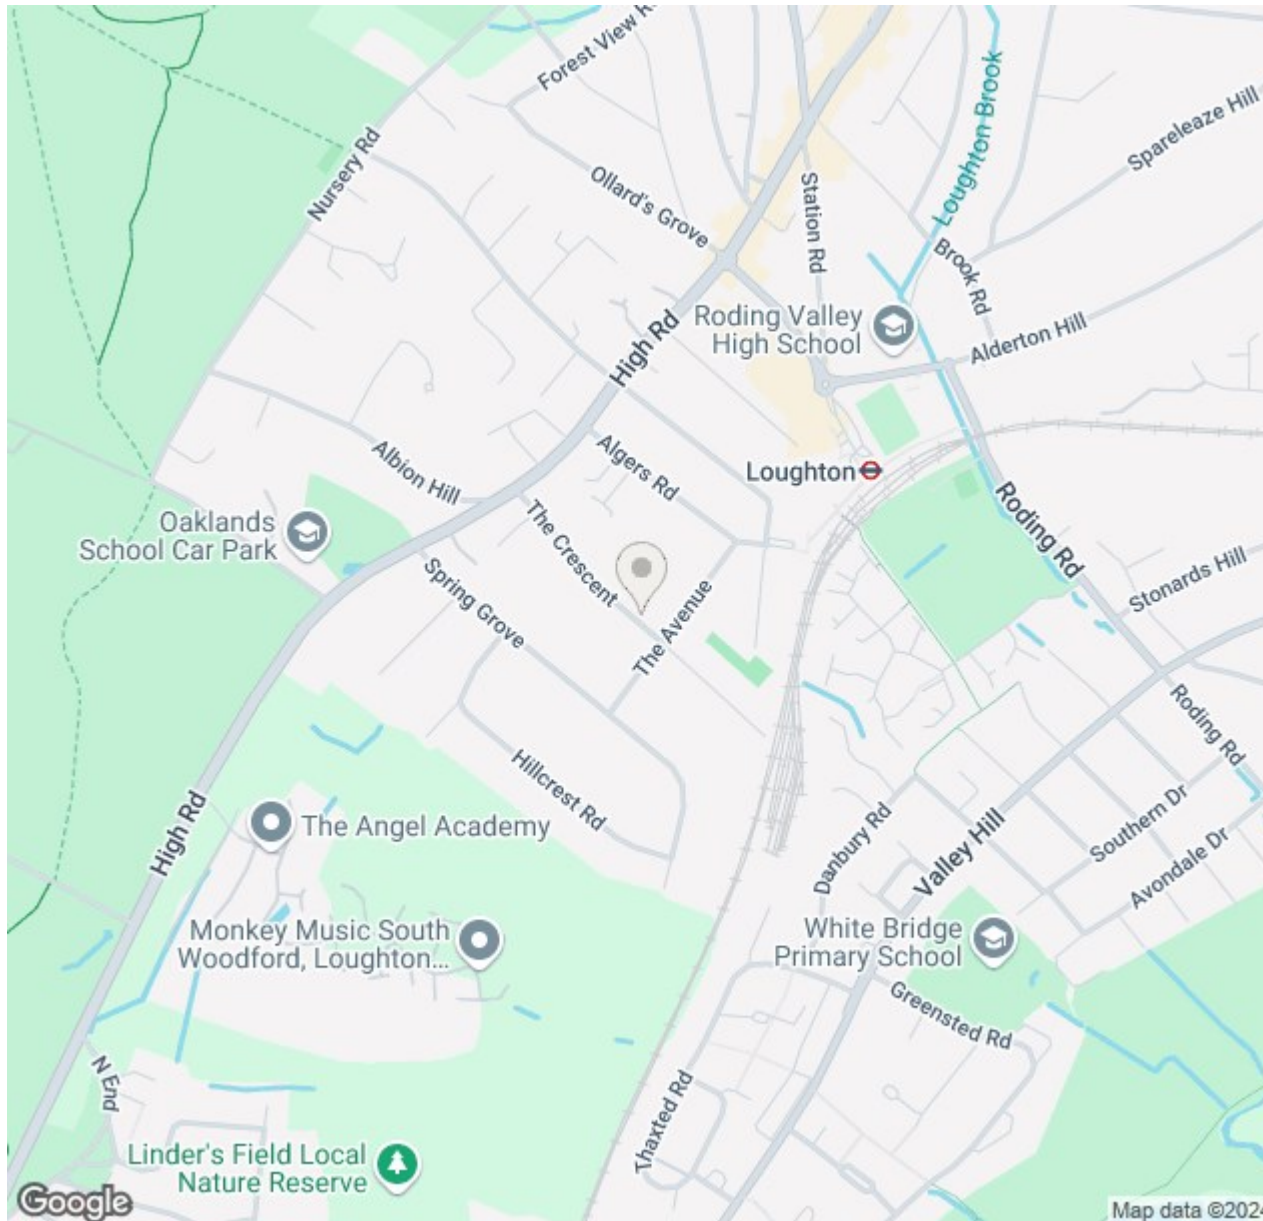 Forest View R
Nursery Rd
Ollard's Grove
Station Rd
Loughton Brook
Spareleaze Hill
Brook Rd
High Rd
Roding Valley
High School
Alderton Hill
Albion Hill
Algers Rd
Loughton
Oaklands
School Car Park
The Crescent
Roding Rd
Spring Grove
The Avenue
Stonards Hill
Roding Rd
Hillcrest Rd
High Rd
The Angel Academy
Danbury Rd
Valley Hill
Southern Dr
Avondale Dr
Monkey Music South
Woodford, Loughton...
White Bridge
Primary School
Greensted Rd
N End
Thaxted Rd
Linder's Field Local
Nature Reserve
Google
Map data ©2024